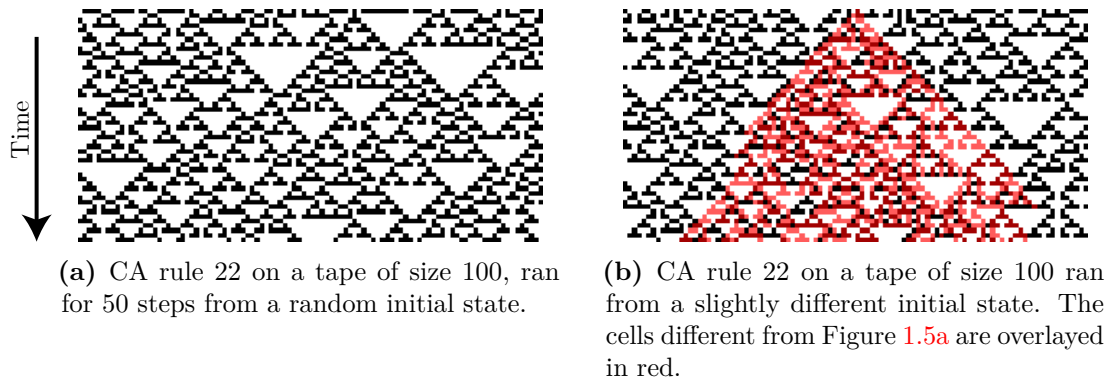 Time
(a) CA rule 22 on a tape of size 100, ran
for 50 steps from a random initial state.
(b) CA rule 22 on a tape of size 100 ran
from a slightly different initial state. The
cells different from Figure 1.5a are overlayed
in red.